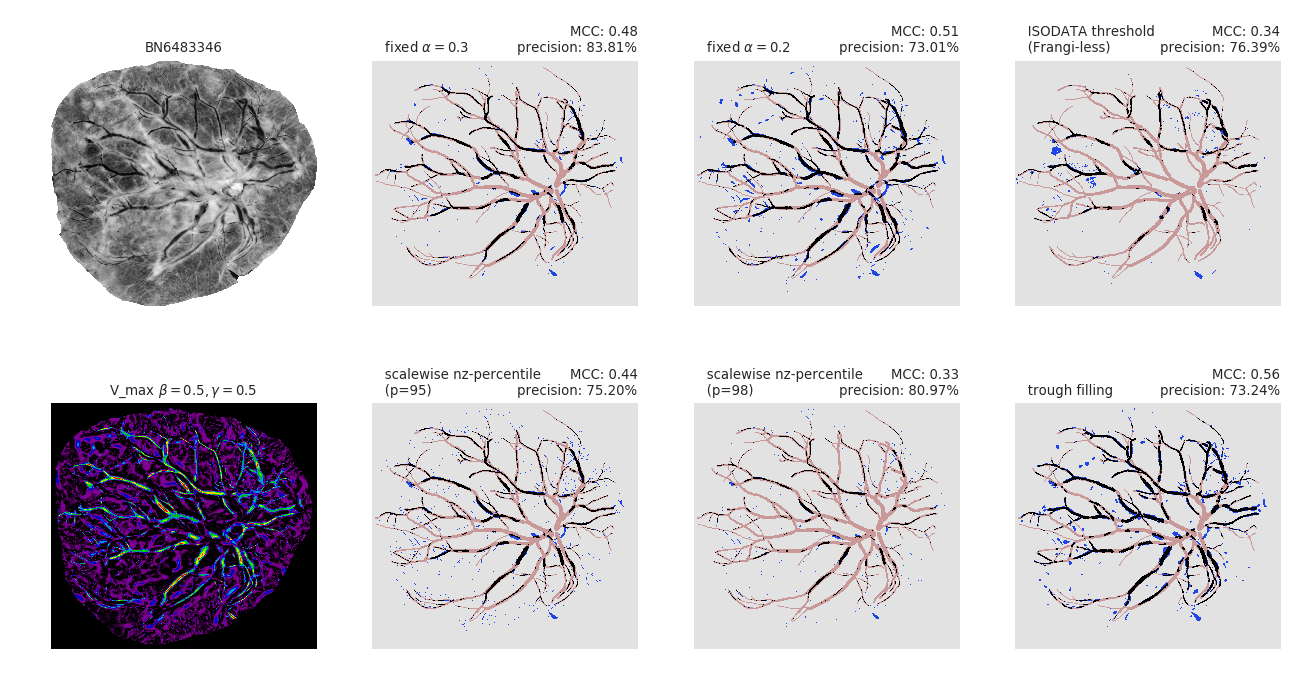 BN6483346
MCC: 0.48
fixed α = 0.3 precision: 83.81%
MCC: 0.51
fixed α = 0.2 precision: 73.01%
ISODATA threshold MCC: 0.34
(Frangi-less) precision: 76.39%
V_max β = 0.5, γ = 0.5
scalewise nz-percentile MCC: 0.44
(p=95) precision: 75.20%
scalewise nz-percentile MCC: 0.33
(p=98) precision: 80.97%
MCC: 0.56
trough filling precision: 73.24%